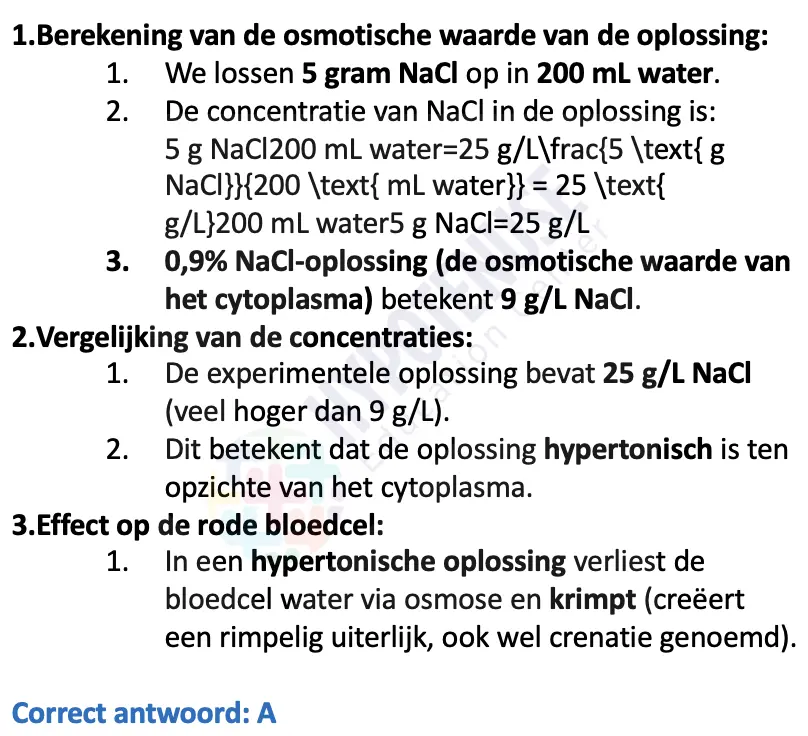 1.Berekening van de osmotische waarde van de oplossing:
1. We lossen 5 gram NaCl op in 200 mL water.
2. De concentratie van NaCl in de oplossing is:
5 g NaCl200 mL water=25 g/L\frac{5 \text{ g
NaCl}}{200 \text{ mL water}} = 25 \text{
g/L}200 mL water5 g NaCl=25 g/L
3. 0,9% NaCl-oplossing (de osmotische waarde van
het cytoplasma) betekent 9 g/L NaCl.
2.Vergelijking van de concentraties:
1. De experimentele oplossing bevat 25 g/L NaCl
(veel hoger dan 9 g/L).
2. Dit betekent dat de oplossing hypertonisch is ten
opzichte van het cytoplasma.
3.Effect op de rode bloedcel:
1. In een hypertonische oplossing verliest de
bloedcel water via osmose en krimpt (creëert
een rimpelig uiterlijk, ook wel crenatie genoemd).
Correct antwoord: A